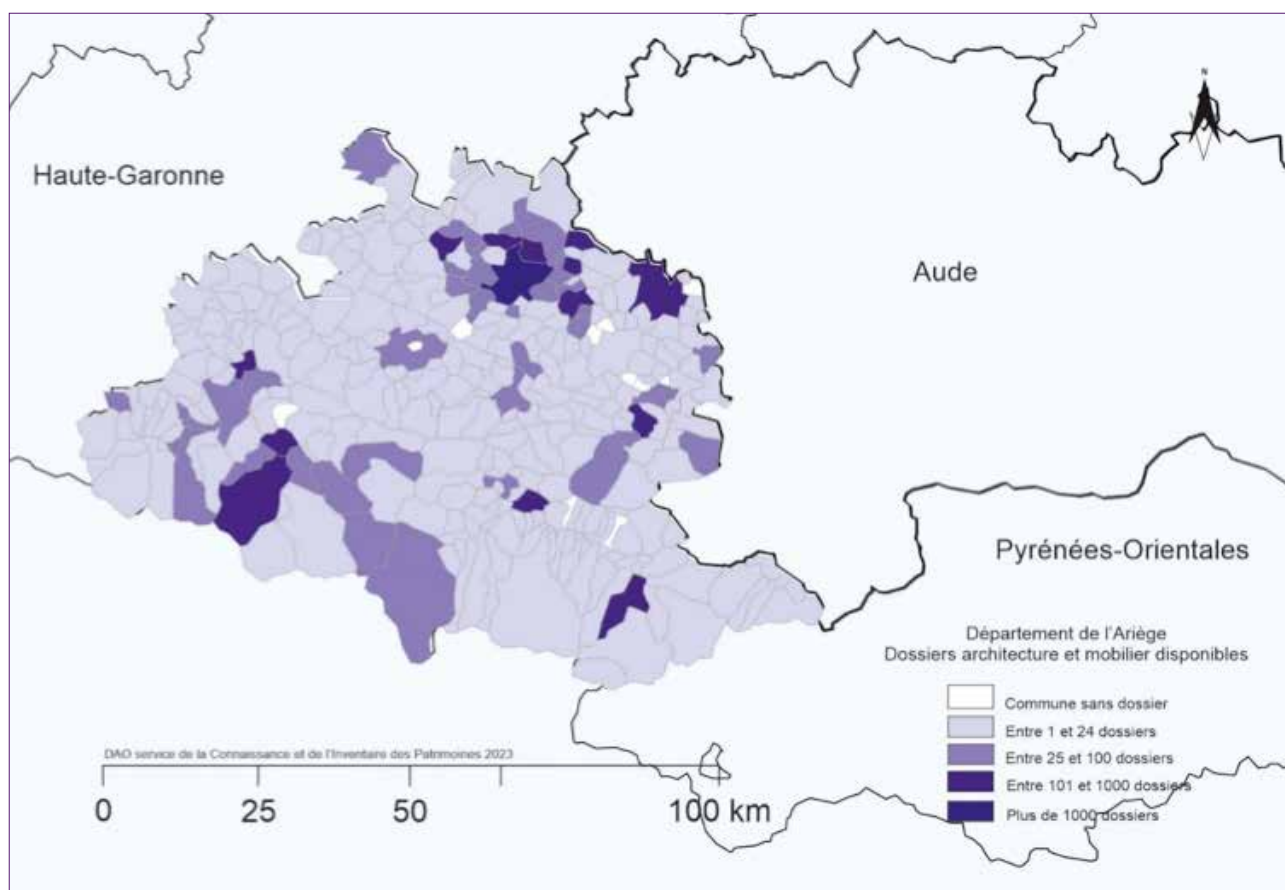 N
Haute-Garonne
Aude
Pyrénées-Orientales
Département de l'Ariège
Dossiers architecture et mobilier disponibles
Commune sans dossier
Entre 1 et 24 dossiers
Entre 25 et 100 dossiers
Entre 101 et 1000 dossiers
Plus de 1000 dossiers
DAO service de la Connaissance et de l'Inventaire des Patrimoines 2023
0 25 50 100 km